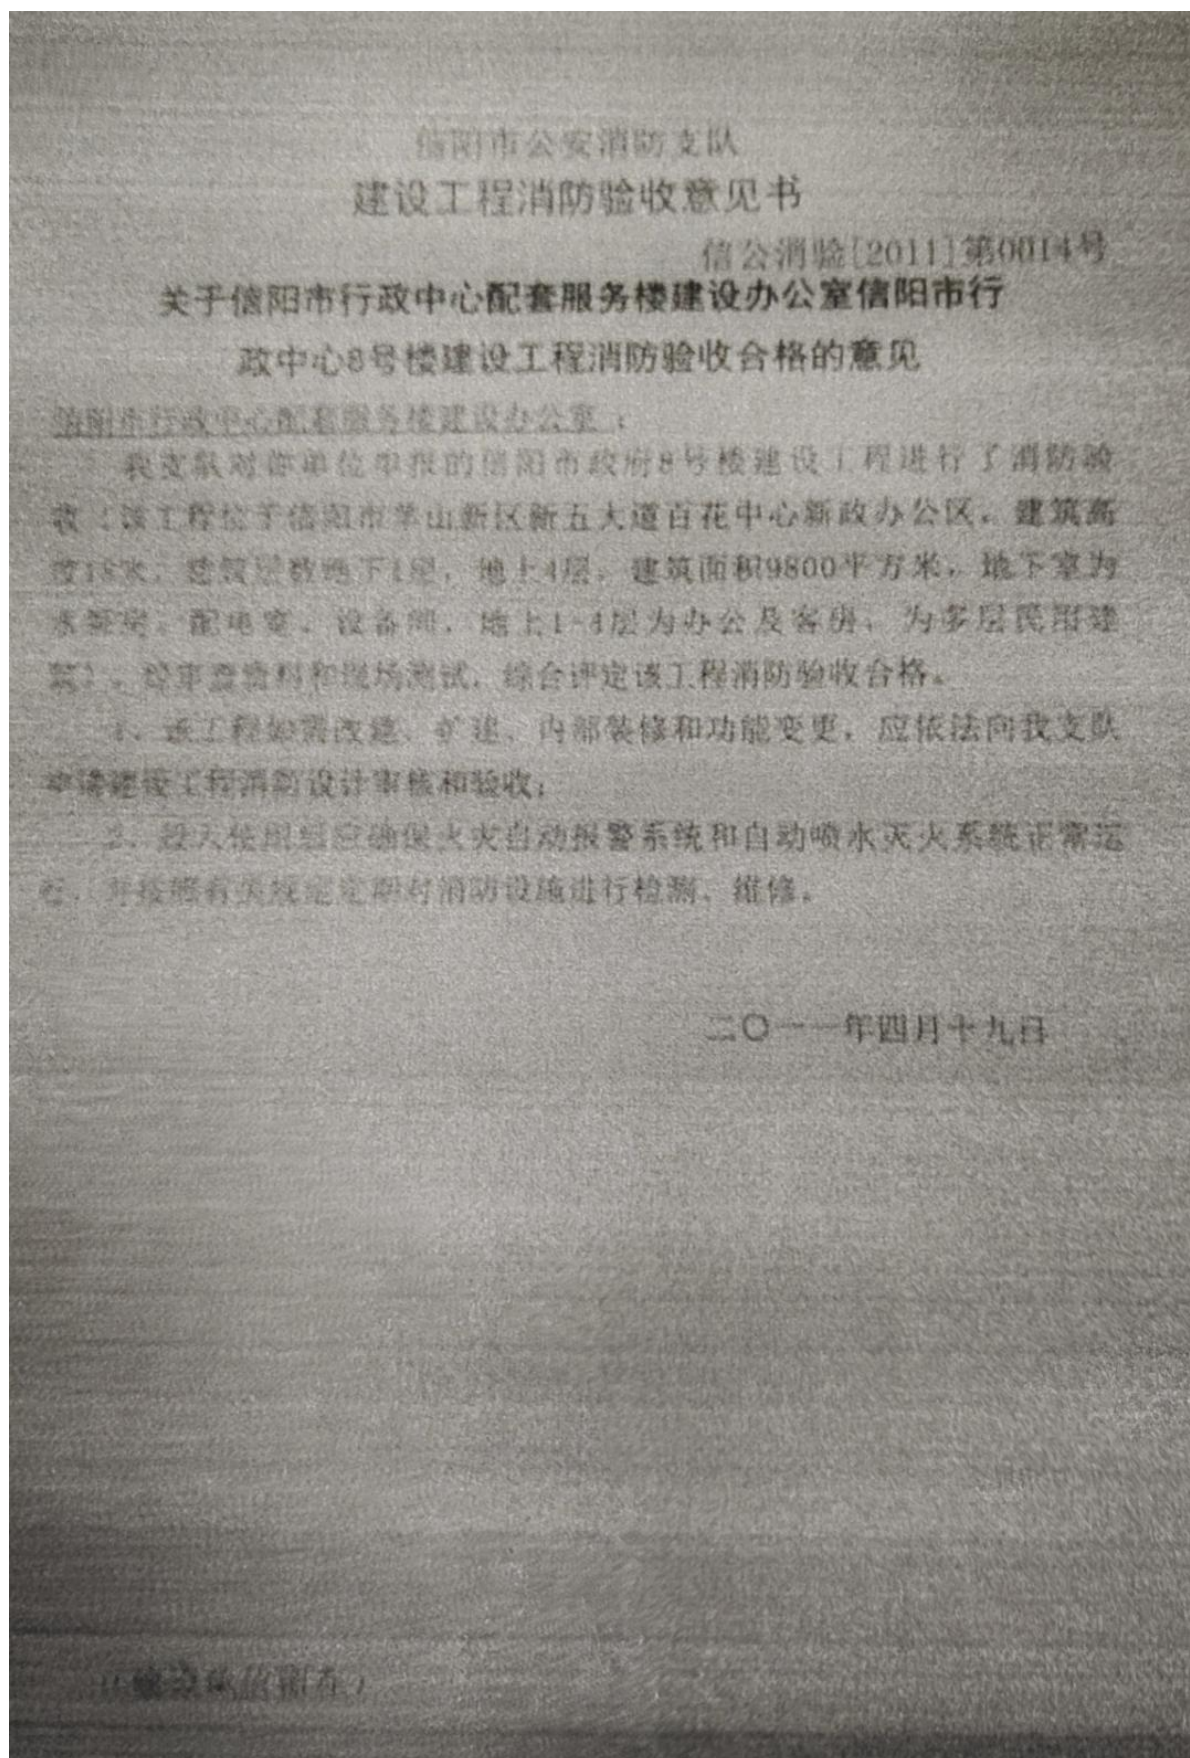 信阳市公安消防支队
建设工程消防验收意见书
信公消验[2011]第0014号
关于信阳市行政中心配套服务楼建设办公室信阳市行
政中心8号楼建设工程消防验收合格的意见
信阳市行政中心配套服务楼建设办公室:
我支队对你单位申报的信阳市政府8号楼建设工程进行了消防验
收(该工程位于信阳市羊山新区新五大道百花中心新政办公区,建筑高
度18米,建筑层数地下1层,地上4层,建筑面积9800平方米,地下室为
水泵房、配电室、设备间,地上1-4层为办公及客房,为多层民用建
筑),经审查资料和现场测试,综合评定该工程消防验收合格。
1、该工程如需改建、扩建、内部装修和功能变更,应依法向我支队
申请建设工程消防设计审核和验收;
2、投入使用后应确保火灾自动报警系统和自动喷水灭火系统正常运
行,并按照有关规定定期对消防设施进行检测、维修。
二〇一一年四月十九日